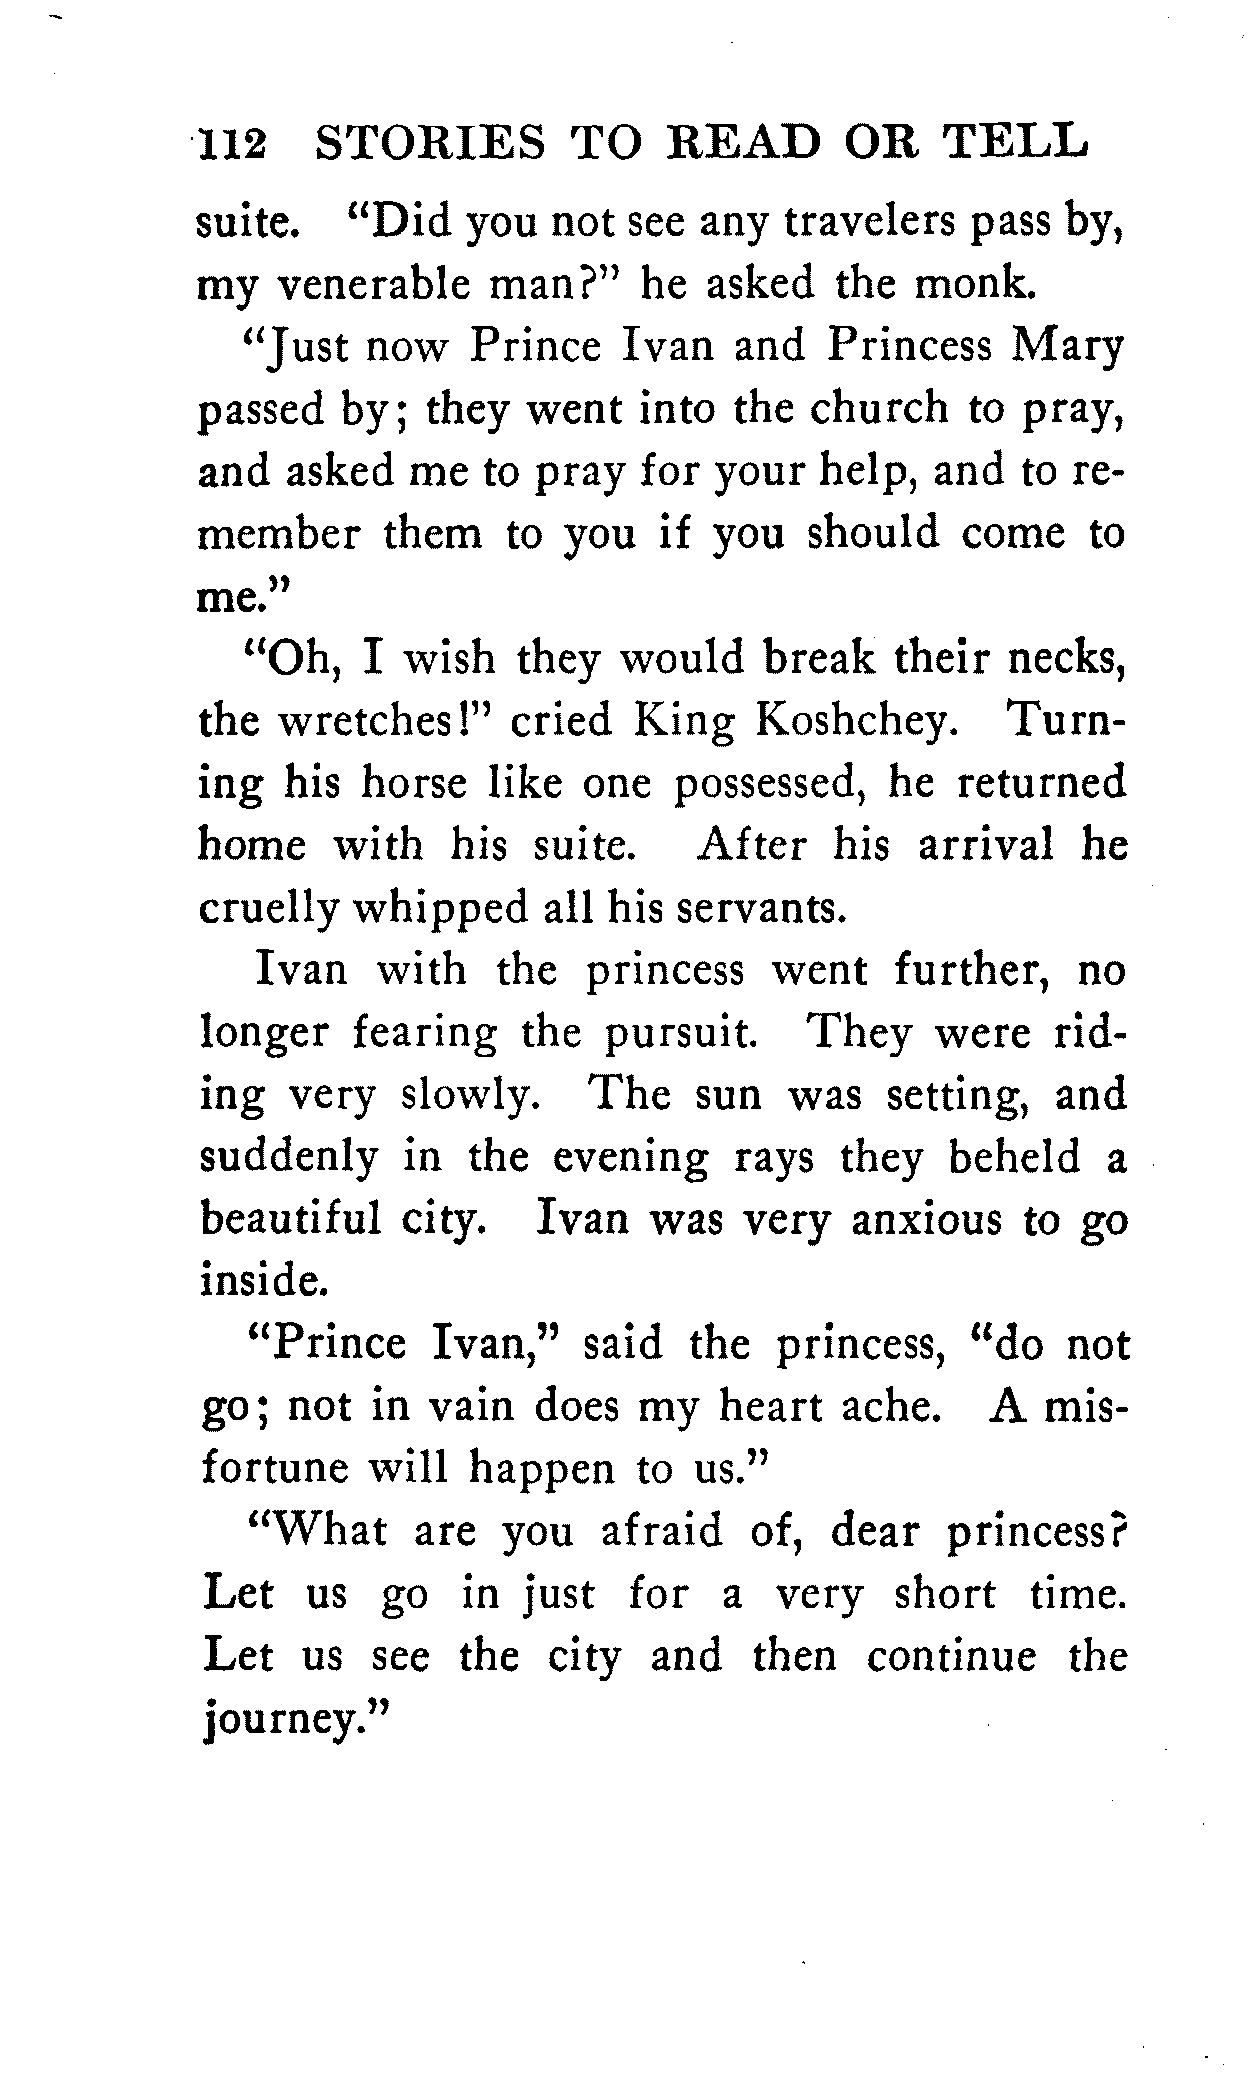 112 STORIES TO READ OR TELL
suite. "Did you not see any travelers pass by,
my venerable man?" he asked the monk.
"Just now Prince Ivan and Princess Mary
passed by; they went into the church to pray,
and asked me to pray for your help, and to re-
member them to you if you should come to
me."
"Oh, I wish they would break their necks,
the wretches!" cried King Koshchey. Turn-
ing his horse like one possessed, he returned
home with his suite. After his arrival he
cruelly whipped all his servants.
Ivan with the princess went further, no
longer fearing the pursuit. They were rid-
ing very slowly. The sun was setting, and
suddenly in the evening rays they beheld a
beautiful city. Ivan was very anxious to go
inside.
"Prince Ivan," said the princess, "do not
go; not in vain does my heart ache. A mis-
fortune will happen to us."
"What are you afraid of, dear princess?
Let us go in just for a very short time.
Let us see the city and then continue the
journey."